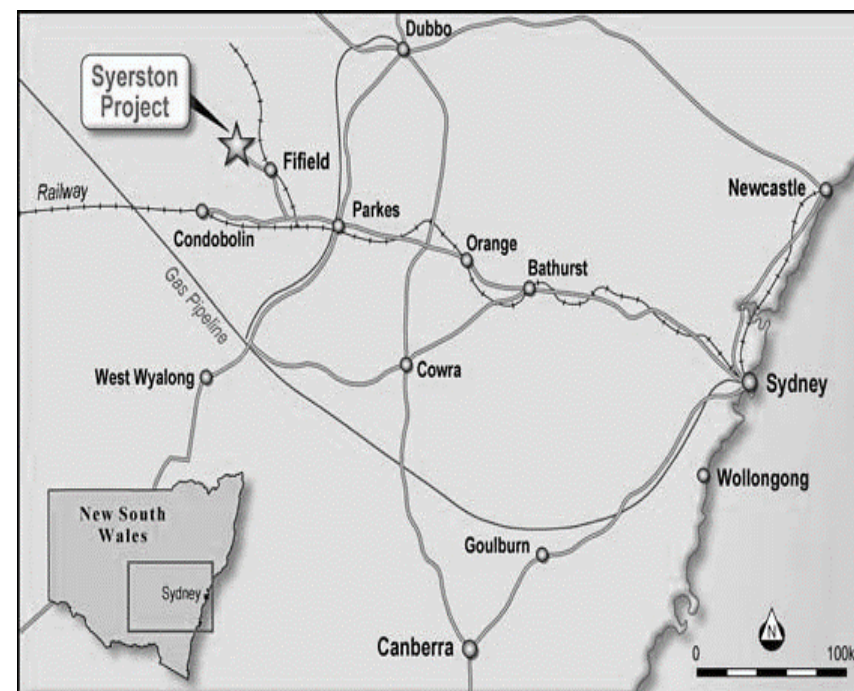 Dubbo
Syerston
Project
Fifield
Newcastle
Railway
Parkes
Condobolin
Orange
Bathurst
Gas Pipeline
West Wyalong
Cowra
Sydney
Wollongong
New South
Wales
Goulburn
Sydney
Canberra
N
0 100k